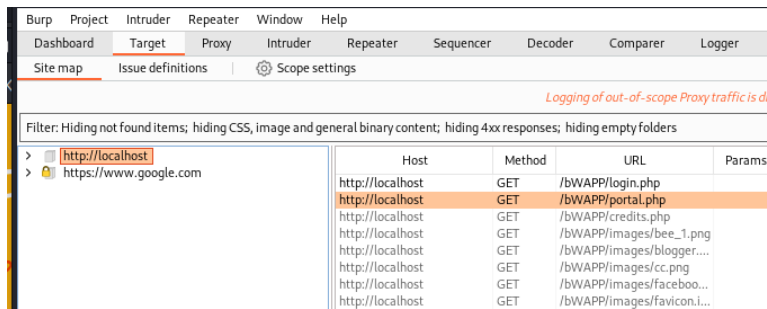 Burp Project Intruder Repeater Window Help
Dashboard Target Proxy Intruder Repeater Sequencer Decoder Comparer Logger
Site map Issue definitions Scope settings
Logging of out-of-scope Proxy traffic is di
Filter: Hiding not found items; hiding CSS, image and general binary content; hiding 4xx responses; hiding empty folders
http://localhost
https://www.google.com
Host Method URL Params
http://localhost GET /bWAPP/login.php
http://localhost GET /bWAPP/portal.php
http://localhost GET /bWAPP/credits.php
http://localhost GET /bWAPP/images/bee_1.png
http://localhost GET /bWAPP/images/blogger....
http://localhost GET /bWAPP/images/cc.png
http://localhost GET /bWAPP/images/faceboo...
http://localhost GET /bWAPP/images/favicon.i...